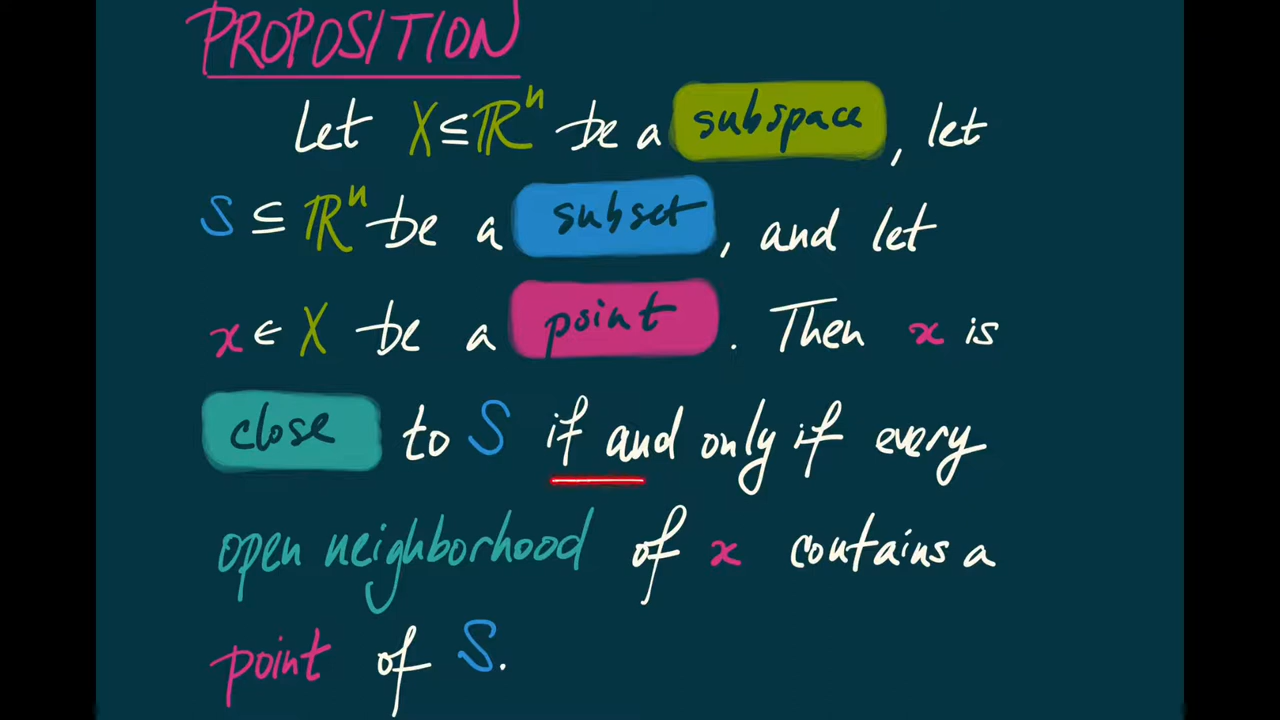 PROPOSITION
Let X ⊆ ℝⁿ be a subspace, let
S ⊆ ℝⁿ be a subset, and let
x ∈ X be a point. Then x is
close to S if and only if every
open neighborhood of x contains a
point of S.